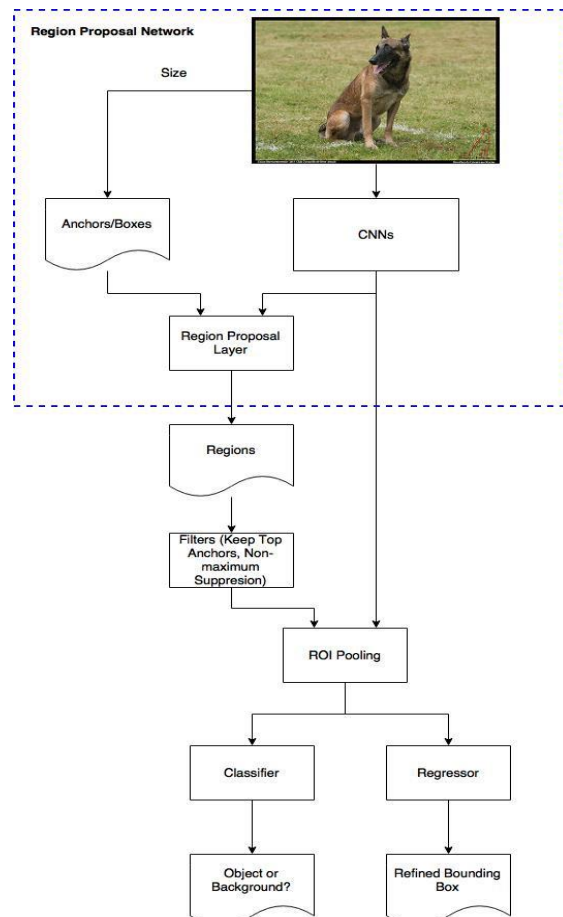 Region Proposal Network
Size
Anchors/Boxes
CNNs
Region Proposal
Layer
Regions
Filters (Keep Top
Anchors, Non-
maximum
Suppresion)
ROI Pooling
Classifier
Regressor
Object or
Background?
Refined Bounding
Box